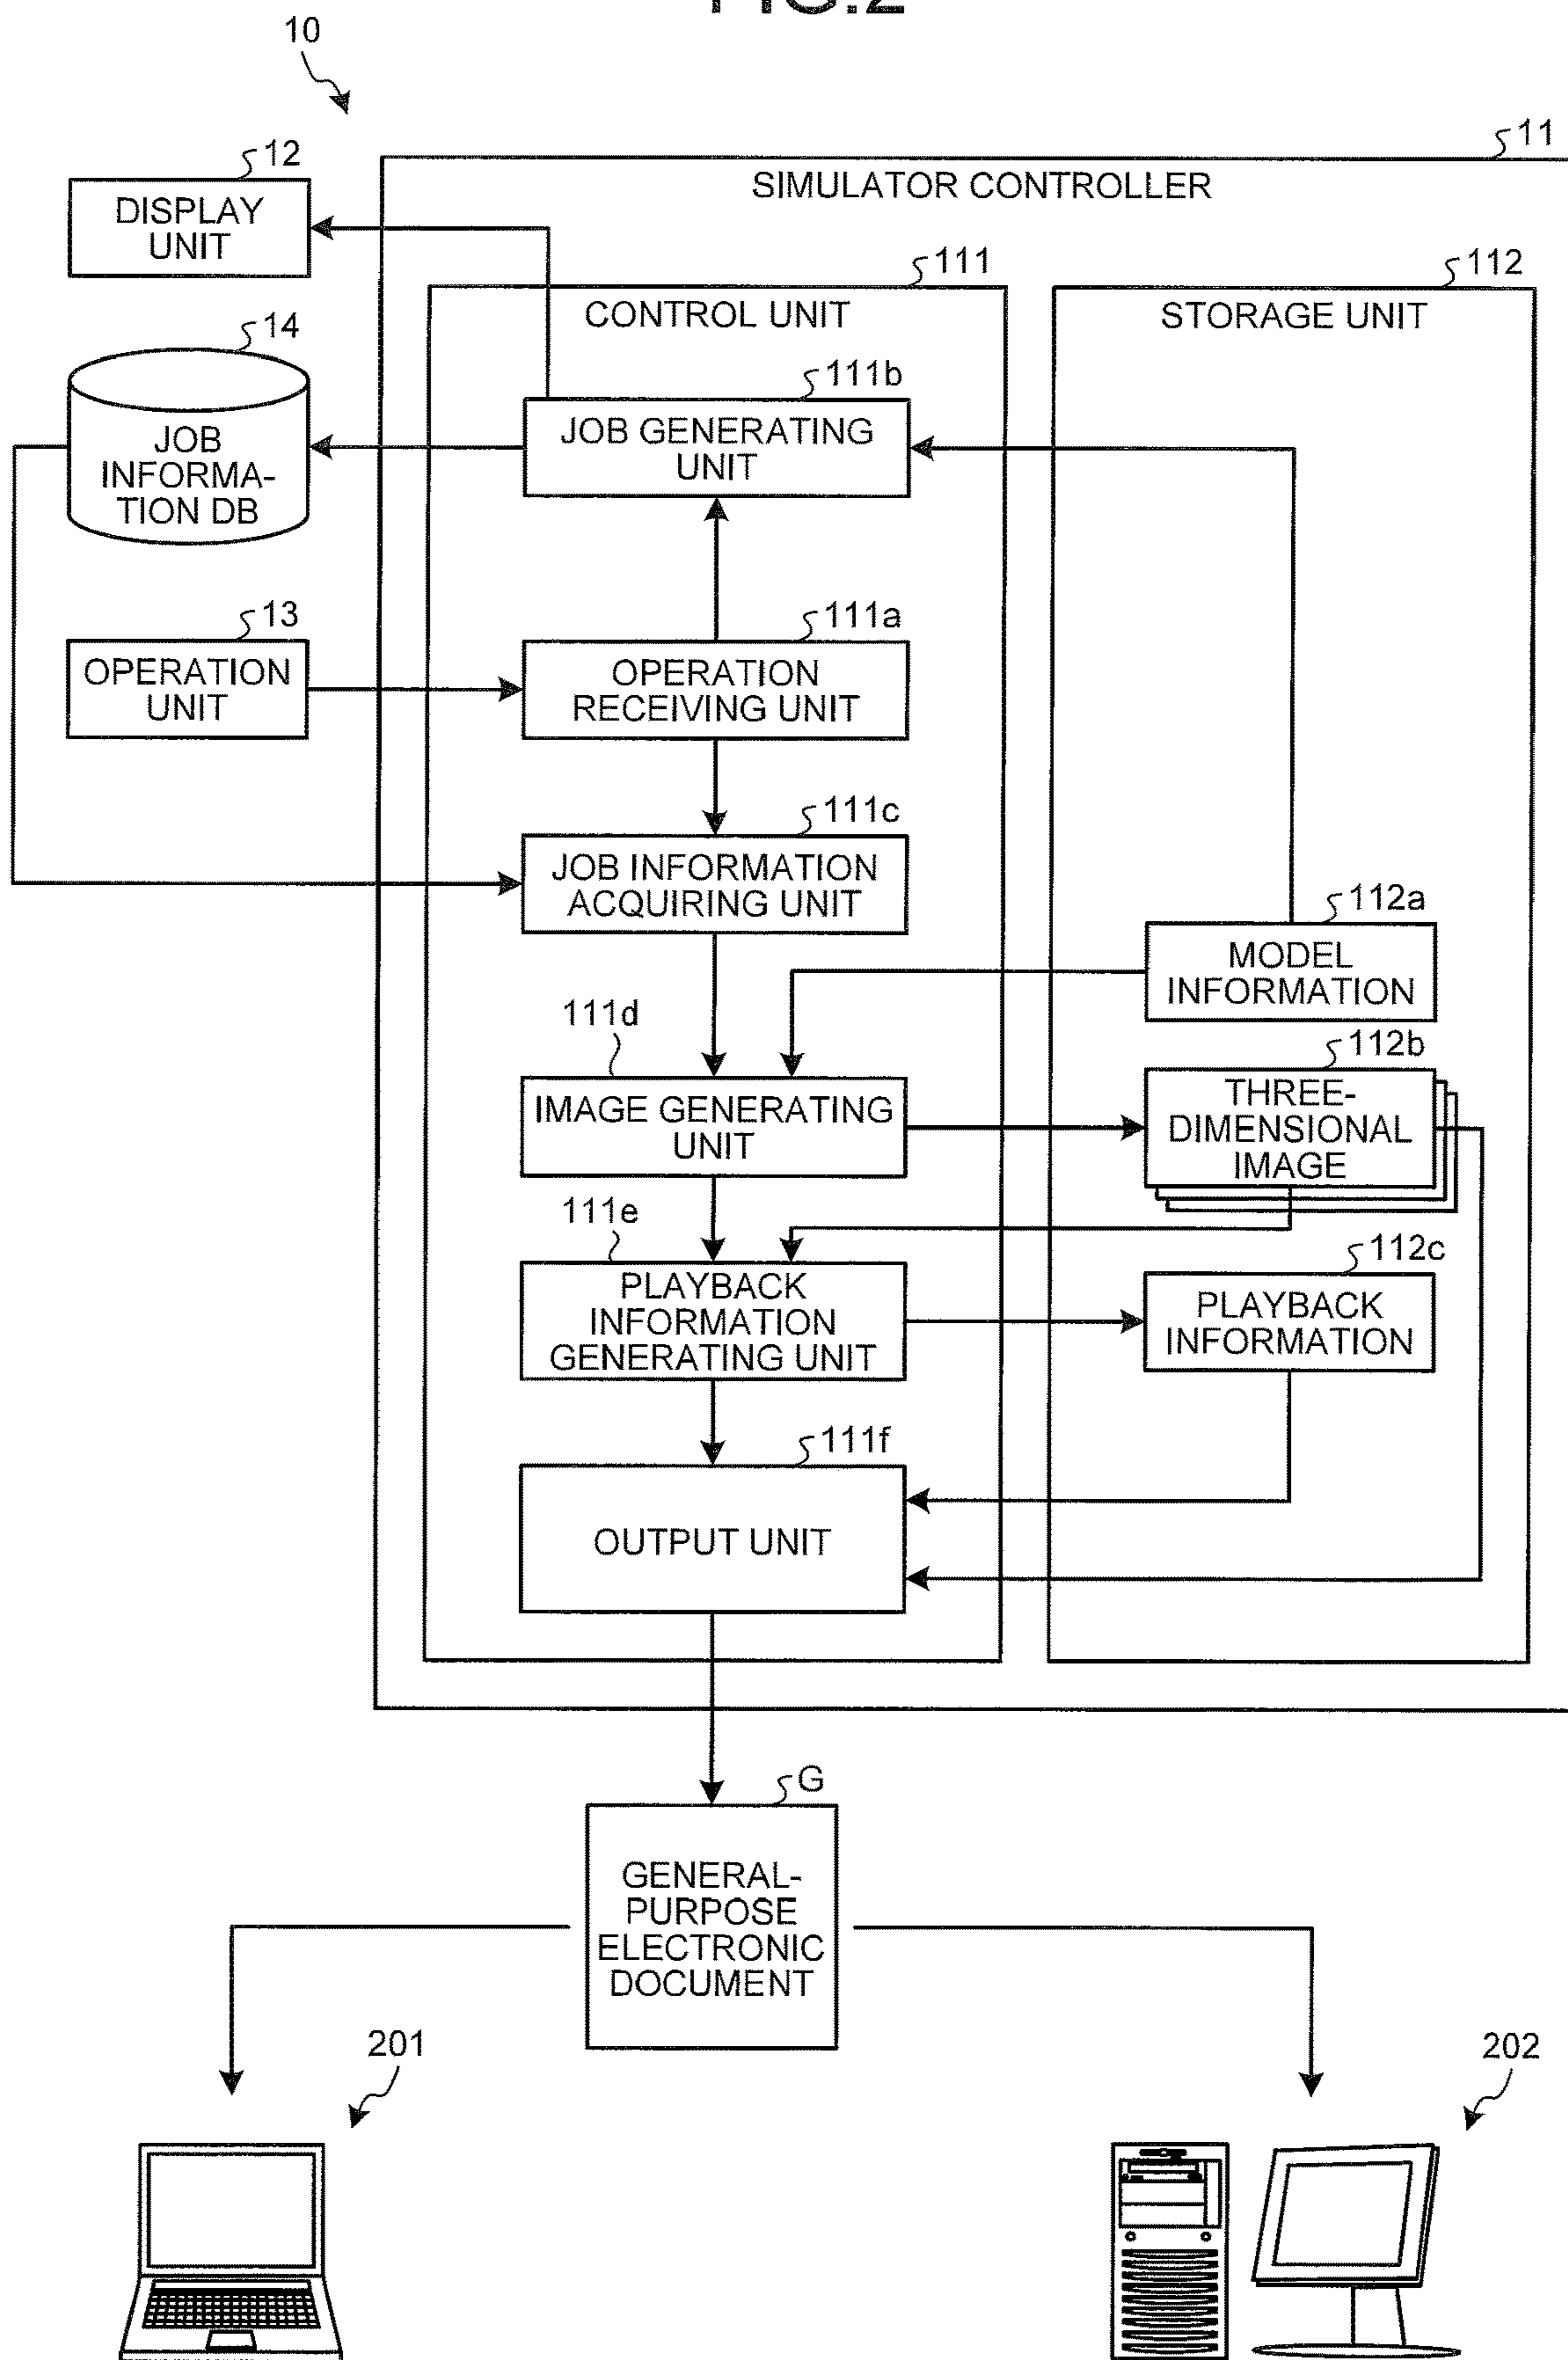 FIG.2
10
11
SIMULATOR CONTROLLER
12
DISPLAY
UNIT
111
CONTROL UNIT
112
STORAGE UNIT
14
JOB
INFORMA-
TION DB
111b
JOB GENERATING
UNIT
13
OPERATION
UNIT
111a
OPERATION
RECEIVING UNIT
111c
JOB INFORMATION
ACQUIRING UNIT
112a
MODEL
INFORMATION
111d
IMAGE GENERATING
UNIT
112b
THREE-
DIMENSIONAL
IMAGE
111e
PLAYBACK
INFORMATION
GENERATING UNIT
112c
PLAYBACK
INFORMATION
111f
OUTPUT UNIT
G
GENERAL-
PURPOSE
ELECTRONIC
DOCUMENT
201
202